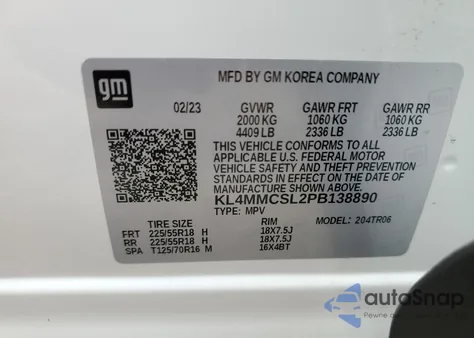 gm
MFD BY GM KOREA COMPANY
02/23 GVWR GAWR FRT GAWR RR
2000 KG 1060 KG 1060 KG
4409 LB 2336 LB 2336 LB
THIS VEHICLE CONFORMS TO ALL
APPLICABLE U.S. FEDERAL MOTOR
VEHICLE SAFETY AND THEFT PREVENTION
STANDARDS IN EFFECT ON THE DATE OF
MANUFACTURE SHOWN ABOVE.
KL4MMCSL2PB138890
TYPE: MPV MODEL: 204TR06
TIRE SIZE RIM
FRT 225/55R18 H 18X7.5J
RR 225/55R18 H 18X7.5J
SPA T125/70R16 M 16X4BT
autoSnap